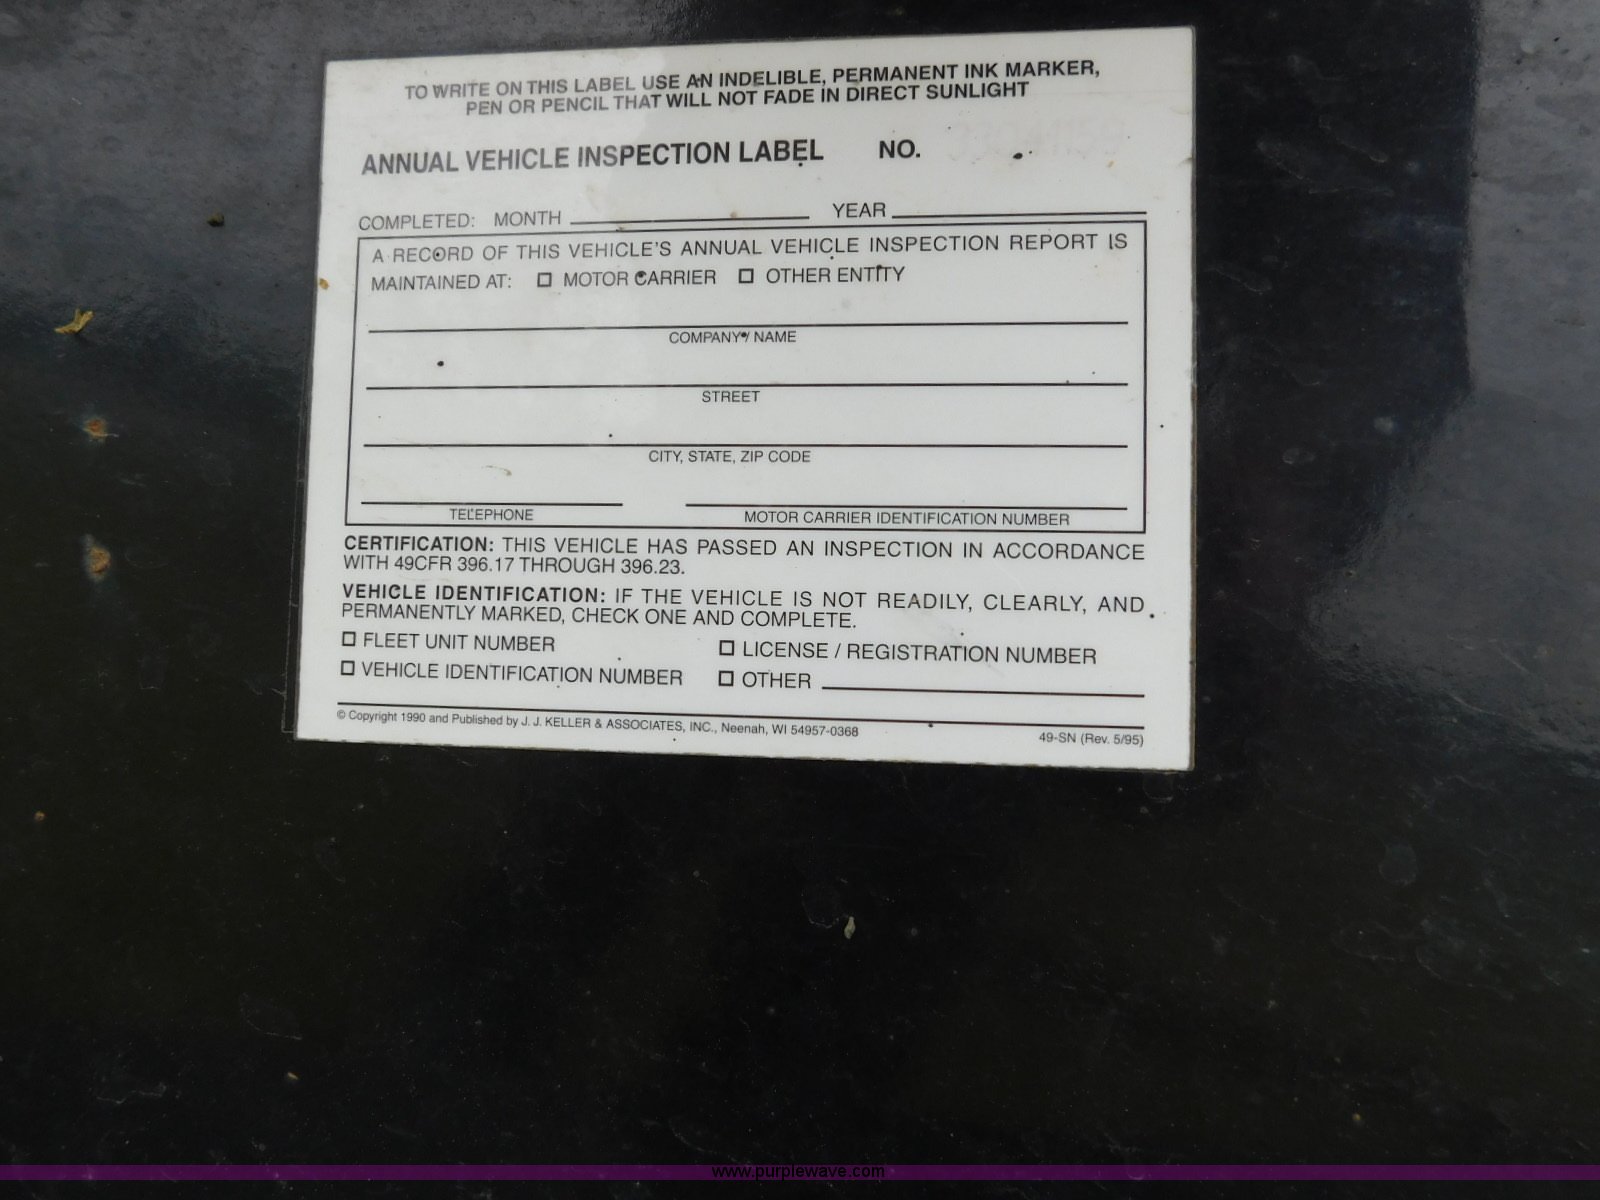 TO WRITE ON THIS LABEL USE AN INDELIBLE, PERMANENT INK MARKER,
PEN OR PENCIL THAT WILL NOT FADE IN DIRECT SUNLIGHT
ANNUAL VEHICLE INSPECTION LABEL NO.
COMPLETED: MONTH YEAR
A RECORD OF THIS VEHICLE'S ANNUAL VEHICLE INSPECTION REPORT IS
MAINTAINED AT: ☐ MOTOR CARRIER ☐ OTHER ENTITY
COMPANY NAME
STREET
CITY, STATE, ZIP CODE
TELEPHONE MOTOR CARRIER IDENTIFICATION NUMBER
CERTIFICATION: THIS VEHICLE HAS PASSED AN INSPECTION IN ACCORDANCE
WITH 49CFR 396.17 THROUGH 396.23.
VEHICLE IDENTIFICATION: IF THE VEHICLE IS NOT READILY, CLEARLY, AND
PERMANENTLY MARKED, CHECK ONE AND COMPLETE.
☐ FLEET UNIT NUMBER ☐ LICENSE / REGISTRATION NUMBER
☐ VEHICLE IDENTIFICATION NUMBER ☐ OTHER
© Copyright 1990 and Published by J. J. KELLER & ASSOCIATES, INC., Neenah, WI 54957-0368
49-SN (Rev. 5/95)
www.purplewave.com